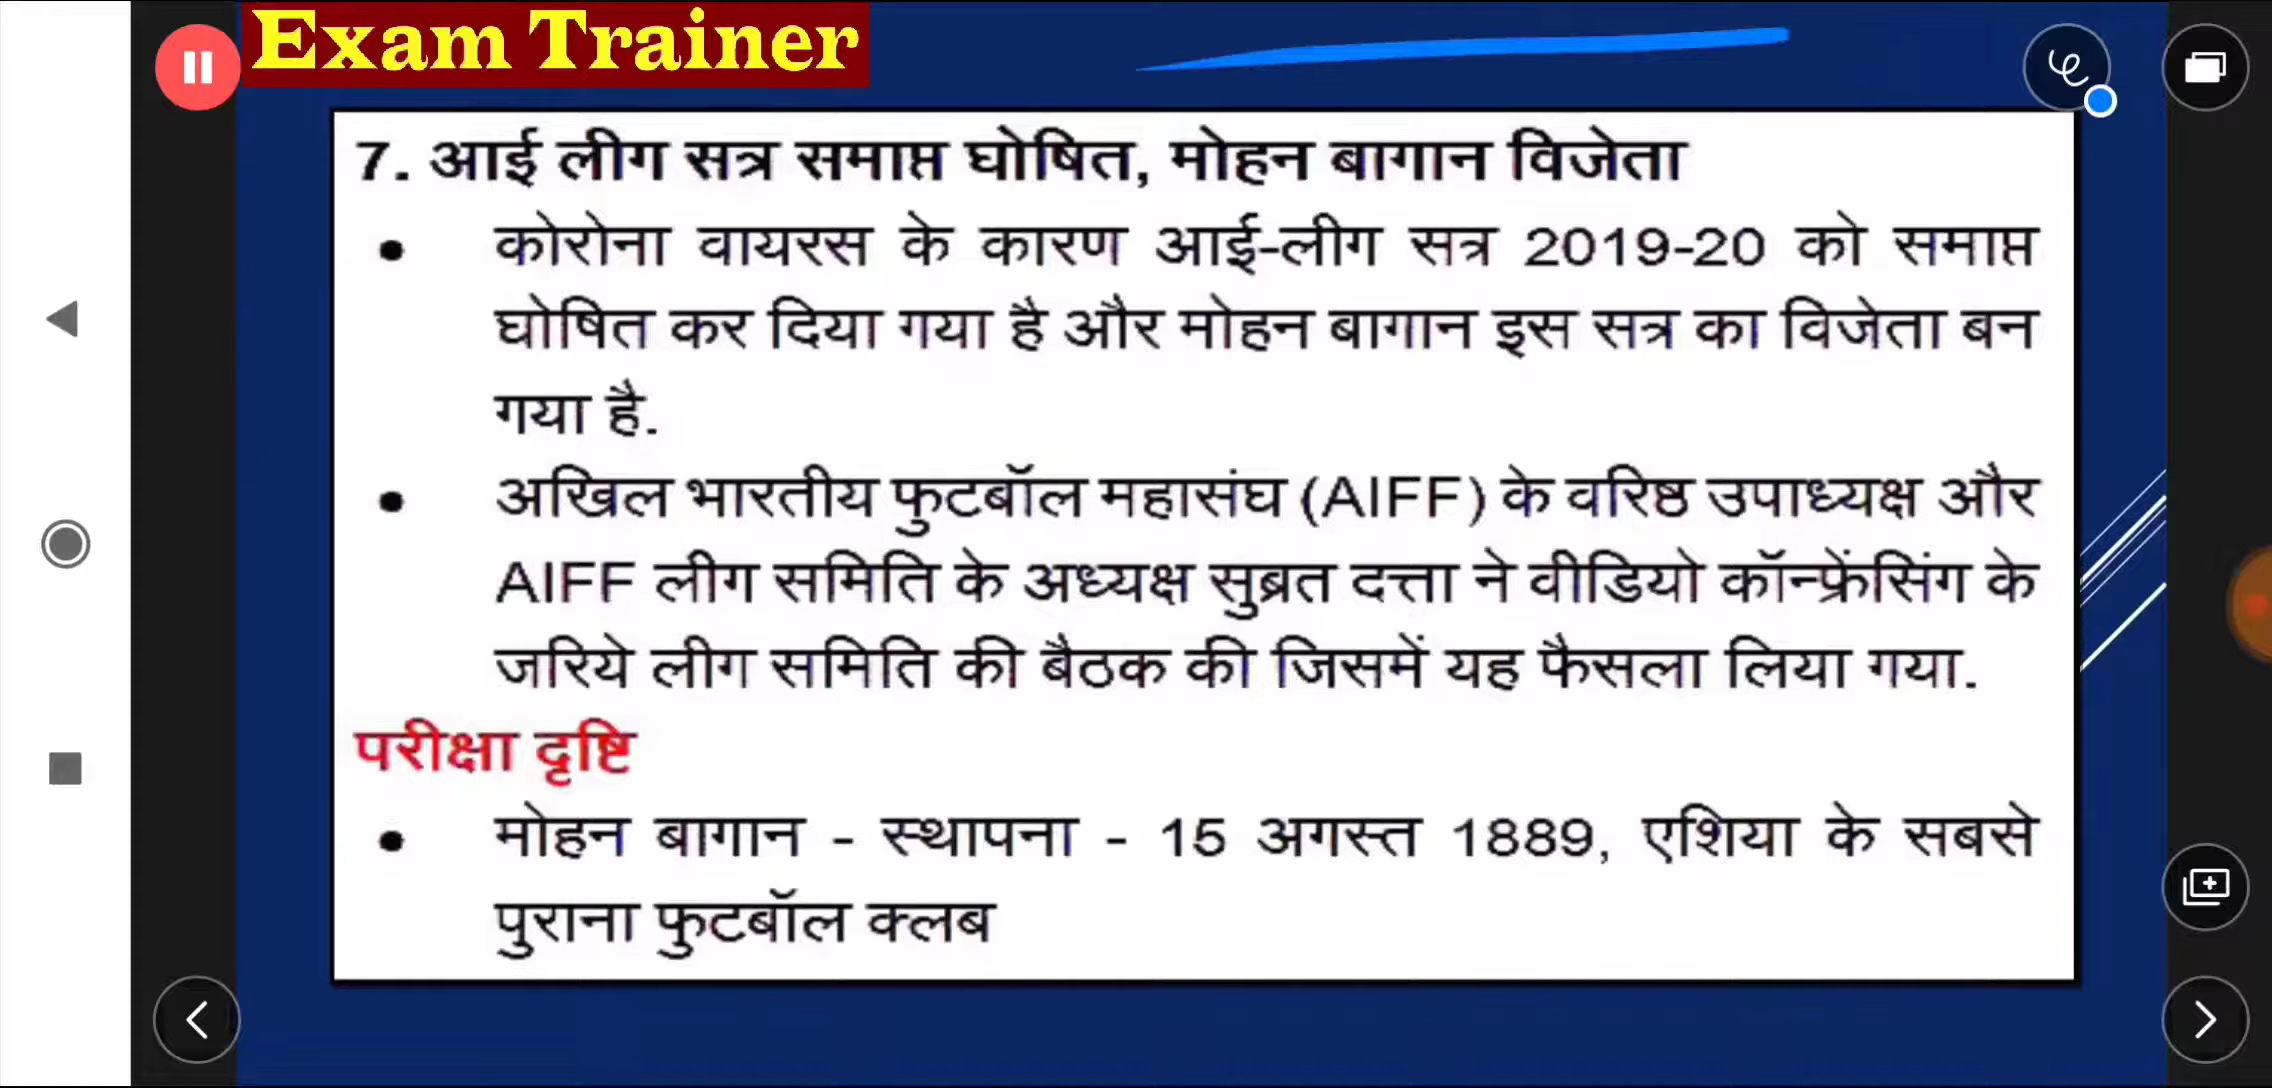 Exam Trainer
7. आई लीग सत्र समाप्त घोषित, मोहन बागान विजेता
• कोरोना वायरस के कारण आई-लीग सत्र 2019-20 को समाप्त
घोषित कर दिया गया है और मोहन बागान इस सत्र का विजेता बन
गया है.
• अखिल भारतीय फुटबॉल महासंघ (AIFF) के वरिष्ठ उपाध्यक्ष और
AIFF लीग समिति के अध्यक्ष सुब्रत दत्ता ने वीडियो कॉन्फ्रेंसिंग के
जरिये लीग समिति की बैठक की जिसमें यह फैसला लिया गया.
परीक्षा दृष्टि
• मोहन बागान - स्थापना - 15 अगस्त 1889, एशिया के सबसे
पुराना फुटबॉल क्लब